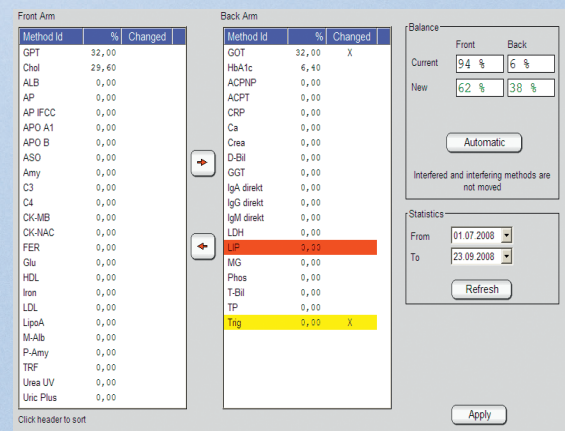 Front Arm
Method Id % Changed
GPT 32,00
Chol 29,60
ALB 0,00
AP 0,00
AP IFCC 0,00
APO A1 0,00
APO B 0,00
ASO 0,00
Amy 0,00
C3 0,00
C4 0,00
CK-MB 0,00
CK-NAC 0,00
FER 0,00
Glu 0,00
HDL 0,00
Iron 0,00
LDL 0,00
LipoA 0,00
M-Alb 0,00
P-Amy 0,00
TRF 0,00
Urea UV 0,00
Uric Plus 0,00
Click header to sort
Back Arm
Method Id % Changed
GOT 32,00 X
HbA1c 6,40
ACPNP 0,00
ACPT 0,00
CRP 0,00
Ca 0,00
Crea 0,00
D-Bil 0,00
GGT 0,00
IgA direkt 0,00
IgG direkt 0,00
IgM direkt 0,00
LDH 0,00
LIP 0,00
MG 0,00
Phos 0,00
T-Bil 0,00
TP 0,00
Trig 0,00 X
Balance
Front Back
Current 94 % 6 %
New 62 % 38 %
Automatic
Interfered and interfering methods are
not moved
Statistics
From 01.07.2008
To 23.09.2008
Refresh
Apply